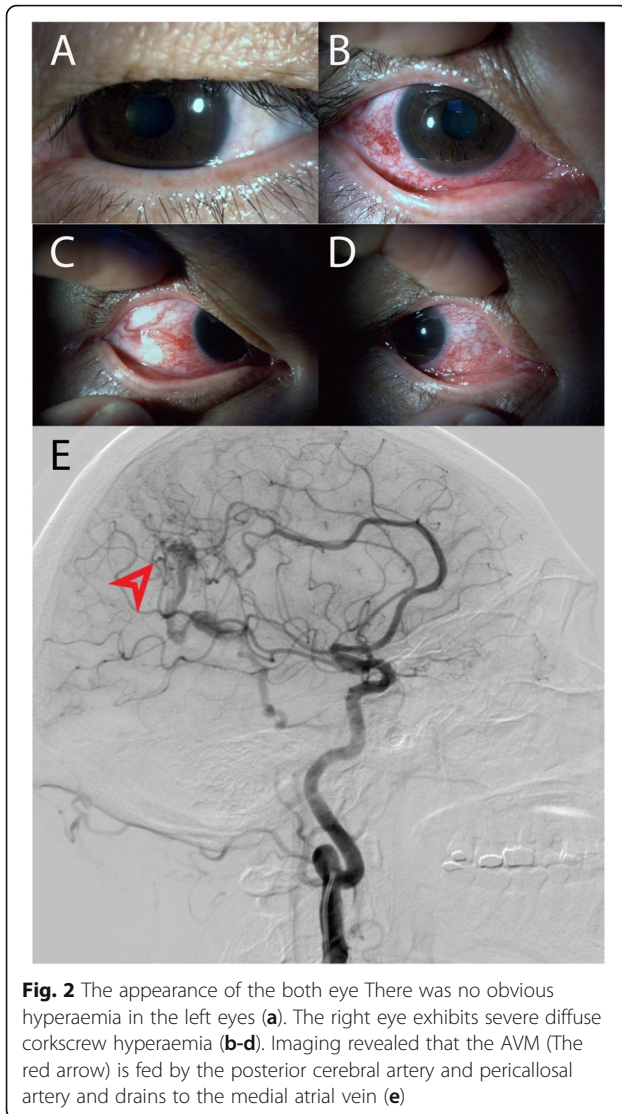 A
B
C
D
E
Fig. 2 The appearance of the both eye There was no obvious
hyperaemia in the left eyes (a). The right eye exhibits severe diffuse
corkscrew hyperaemia (b-d). Imaging revealed that the AVM (The
red arrow) is fed by the posterior cerebral artery and pericallosal
artery and drains to the medial atrial vein (e)